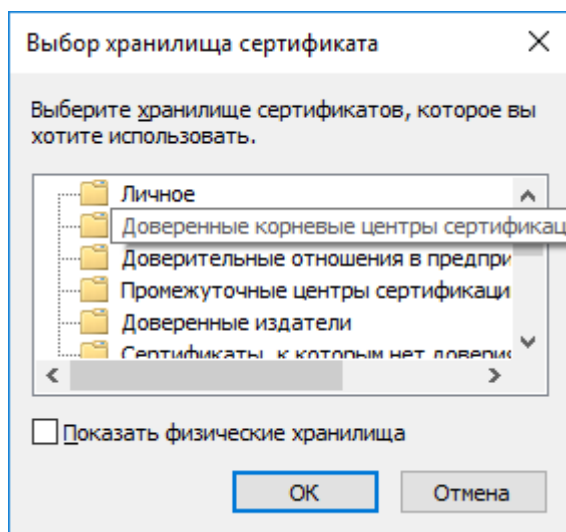 Выбор хранилища сертификата
Выберите хранилище сертификатов, которое вы
хотите использовать.
Личное
Доверенные корневые центры сертификац
Доверительные отношения в предпри
Промежуточные центры сертификаци
Доверенные издатели
Сертификаты, к которым нет доверия
Показать физические хранилища
ОК
Отмена